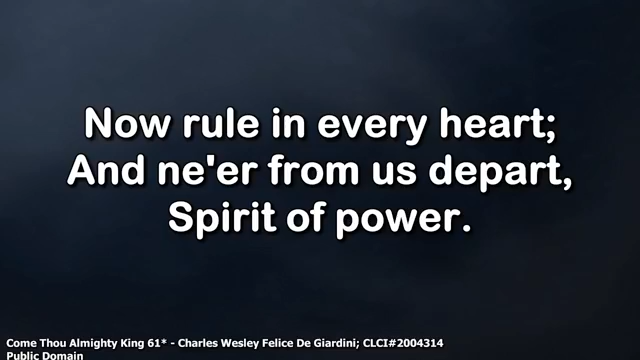 Now rule in every heart;
And ne'er from us depart,
Spirit of power.
Come Thou Almighty King 61* - Charles Wesley Felice De Giardini; CLCI#2004314
Public Domain